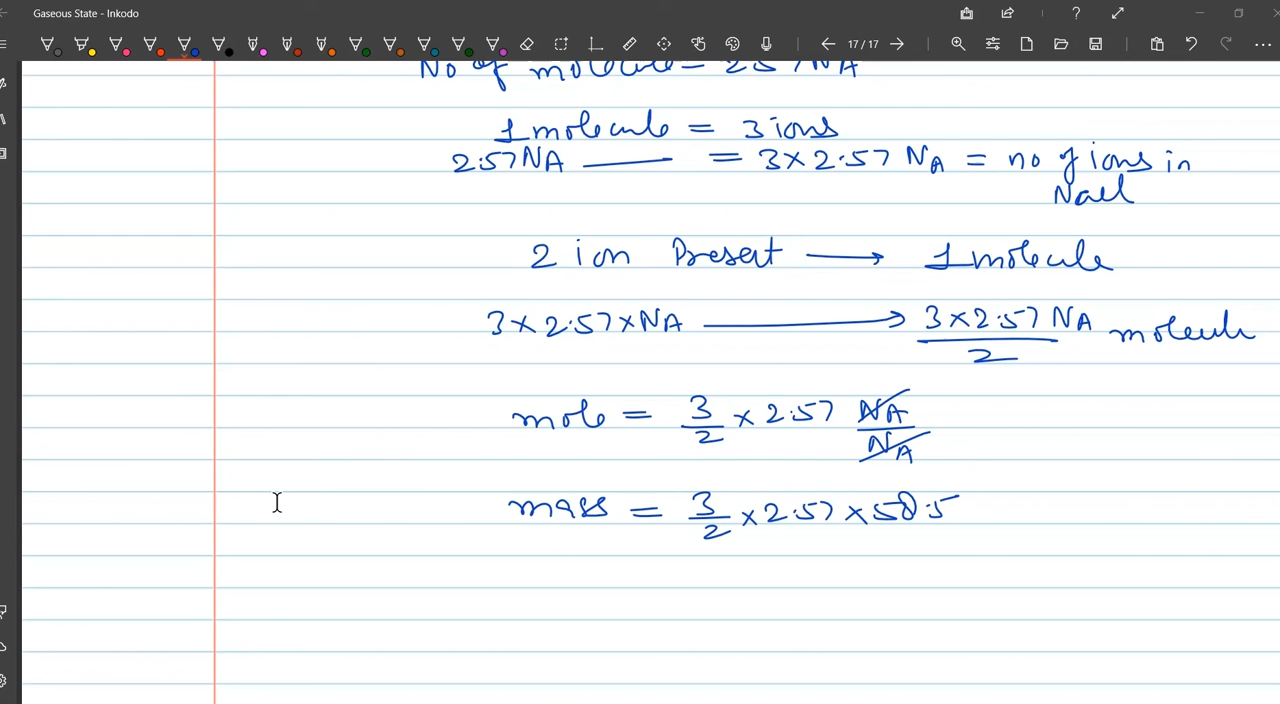 Gaseous State - Inkodo
17/17
No of molecule = 2.57 NA
1 molecule = 3 ions
2.57 NA —— = 3 × 2.57 NA = no of ions in
Nacl
2 ion Present → 1 molecule
3 × 2.57 × NA → 3 × 2.57 NA / 2 molecule
mole = 3/2 × 2.57 NA/NA
mass = 3/2 × 2.57 × 58.5